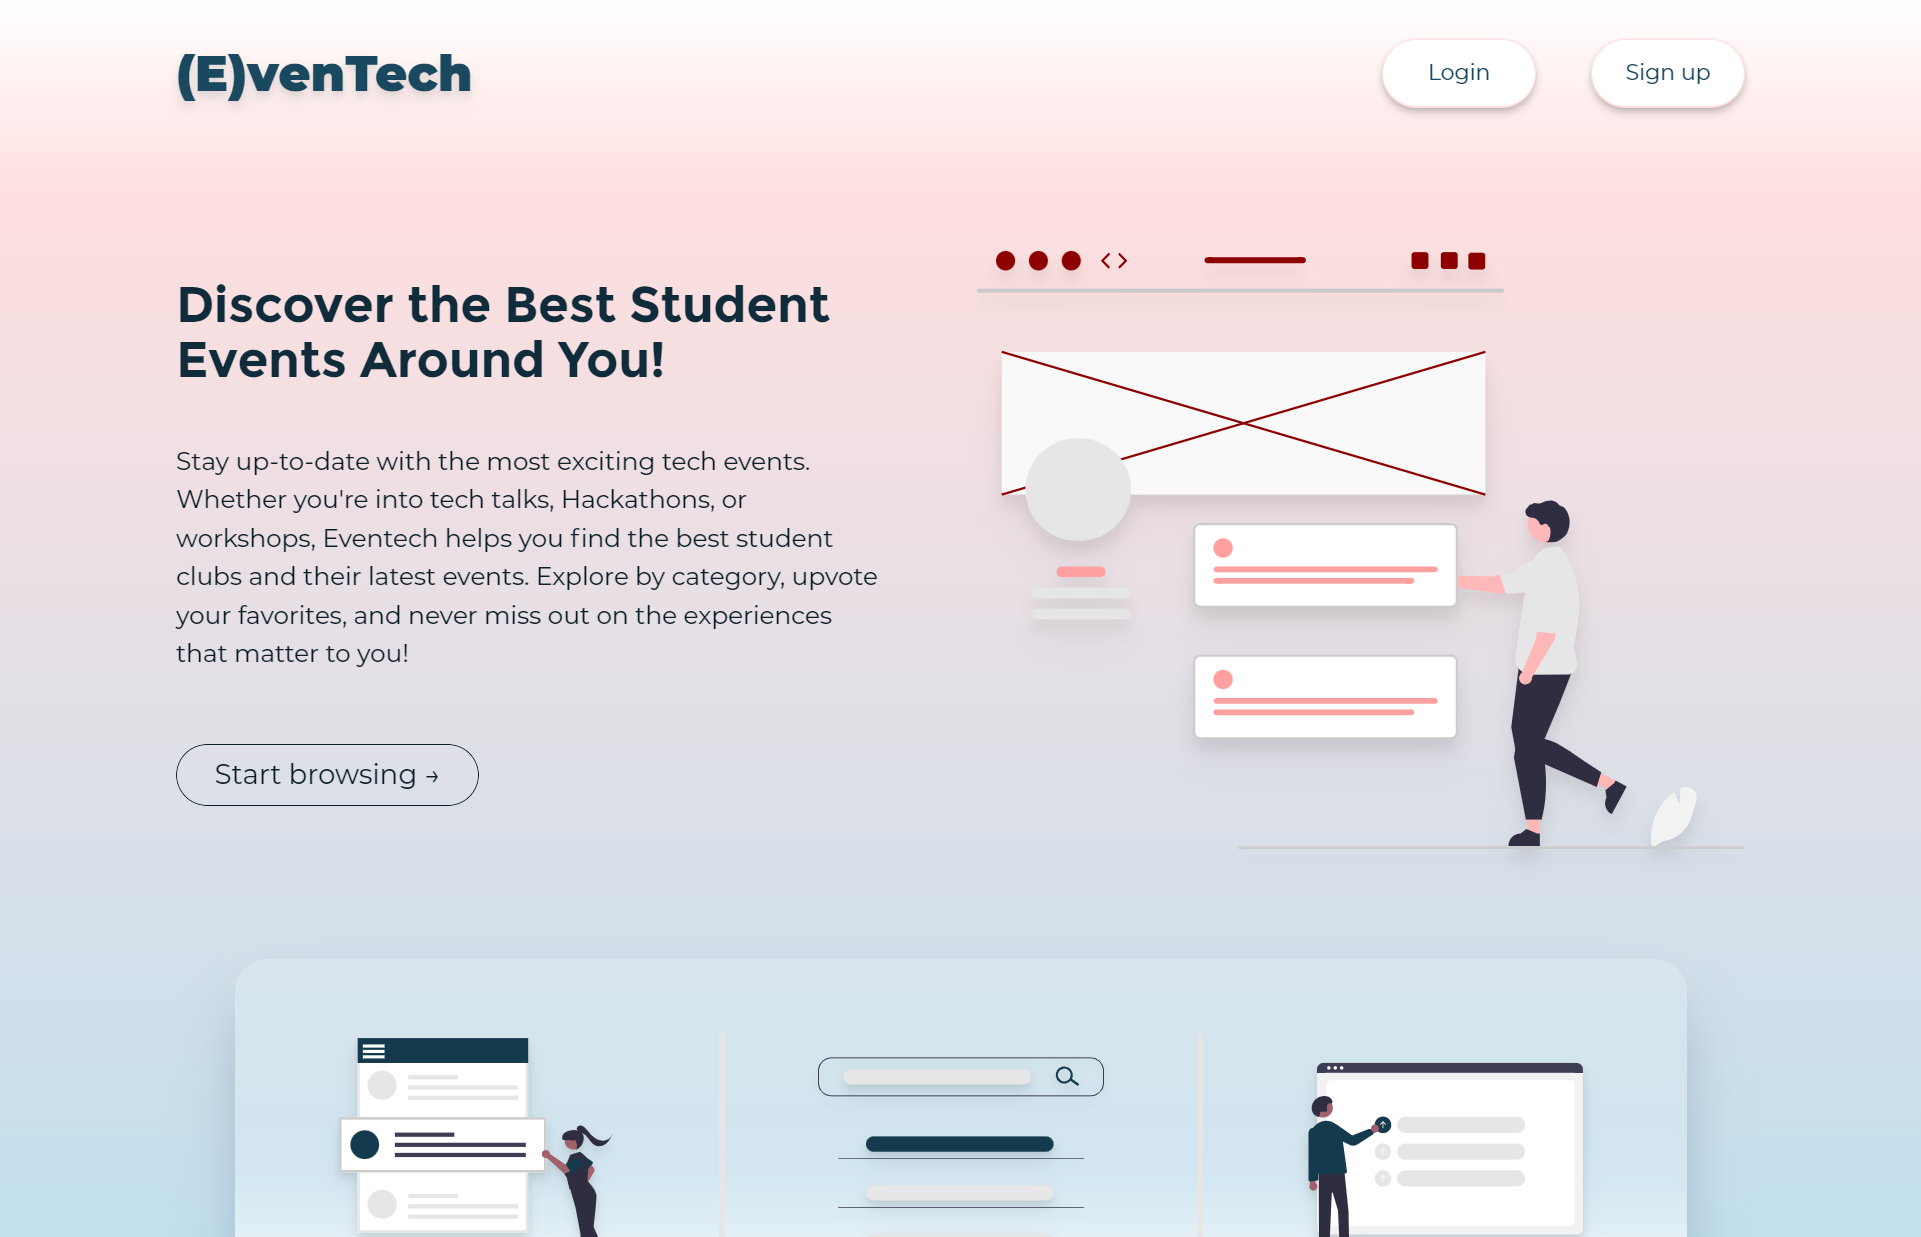 (E)venTech
Login
Sign up
Discover the Best Student
Events Around You!
Stay up-to-date with the most exciting tech events.
Whether you're into tech talks, Hackathons, or
workshops, Eventech helps you find the best student
clubs and their latest events. Explore by category, upvote
your favorites, and never miss out on the experiences
that matter to you!
Start browsing →